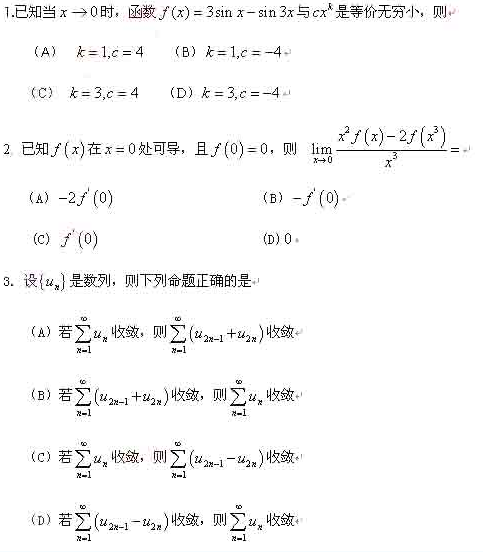 1.已知当 x → 0 时，函数 f(x) = 3sin x − sin 3x 与 cx^k 是等价无穷小，则
(A) k = 1, c = 4 (B) k = 1, c = −4
(C) k = 3, c = 4 (D) k = 3, c = −4
2 已知 f(x) 在 x = 0 处可导，且 f(0) = 0，则 lim_{x→0} (x^2 f(x) − 2f(x^3))/x^3 =
(A) −2f'(0) (B) −f'(0)
(C) f'(0) (D) 0
3. 设{u_n}是数列，则下列命题正确的是
(A) 若 ∑_{n=1}^{∞} u_n 收敛，则 ∑_{n=1}^{∞} (u_{2n−1} + u_{2n}) 收敛
(B) 若 ∑_{n=1}^{∞} (u_{2n−1} + u_{2n}) 收敛，则 ∑_{n=1}^{∞} u_n 收敛
(C) 若 ∑_{n=1}^{∞} u_n 收敛，则 ∑_{n=1}^{∞} (u_{2n−1} − u_{2n}) 收敛
(D) 若 ∑_{n=1}^{∞} (u_{2n−1} − u_{2n}) 收敛，则 ∑_{n=1}^{∞} u_n 收敛